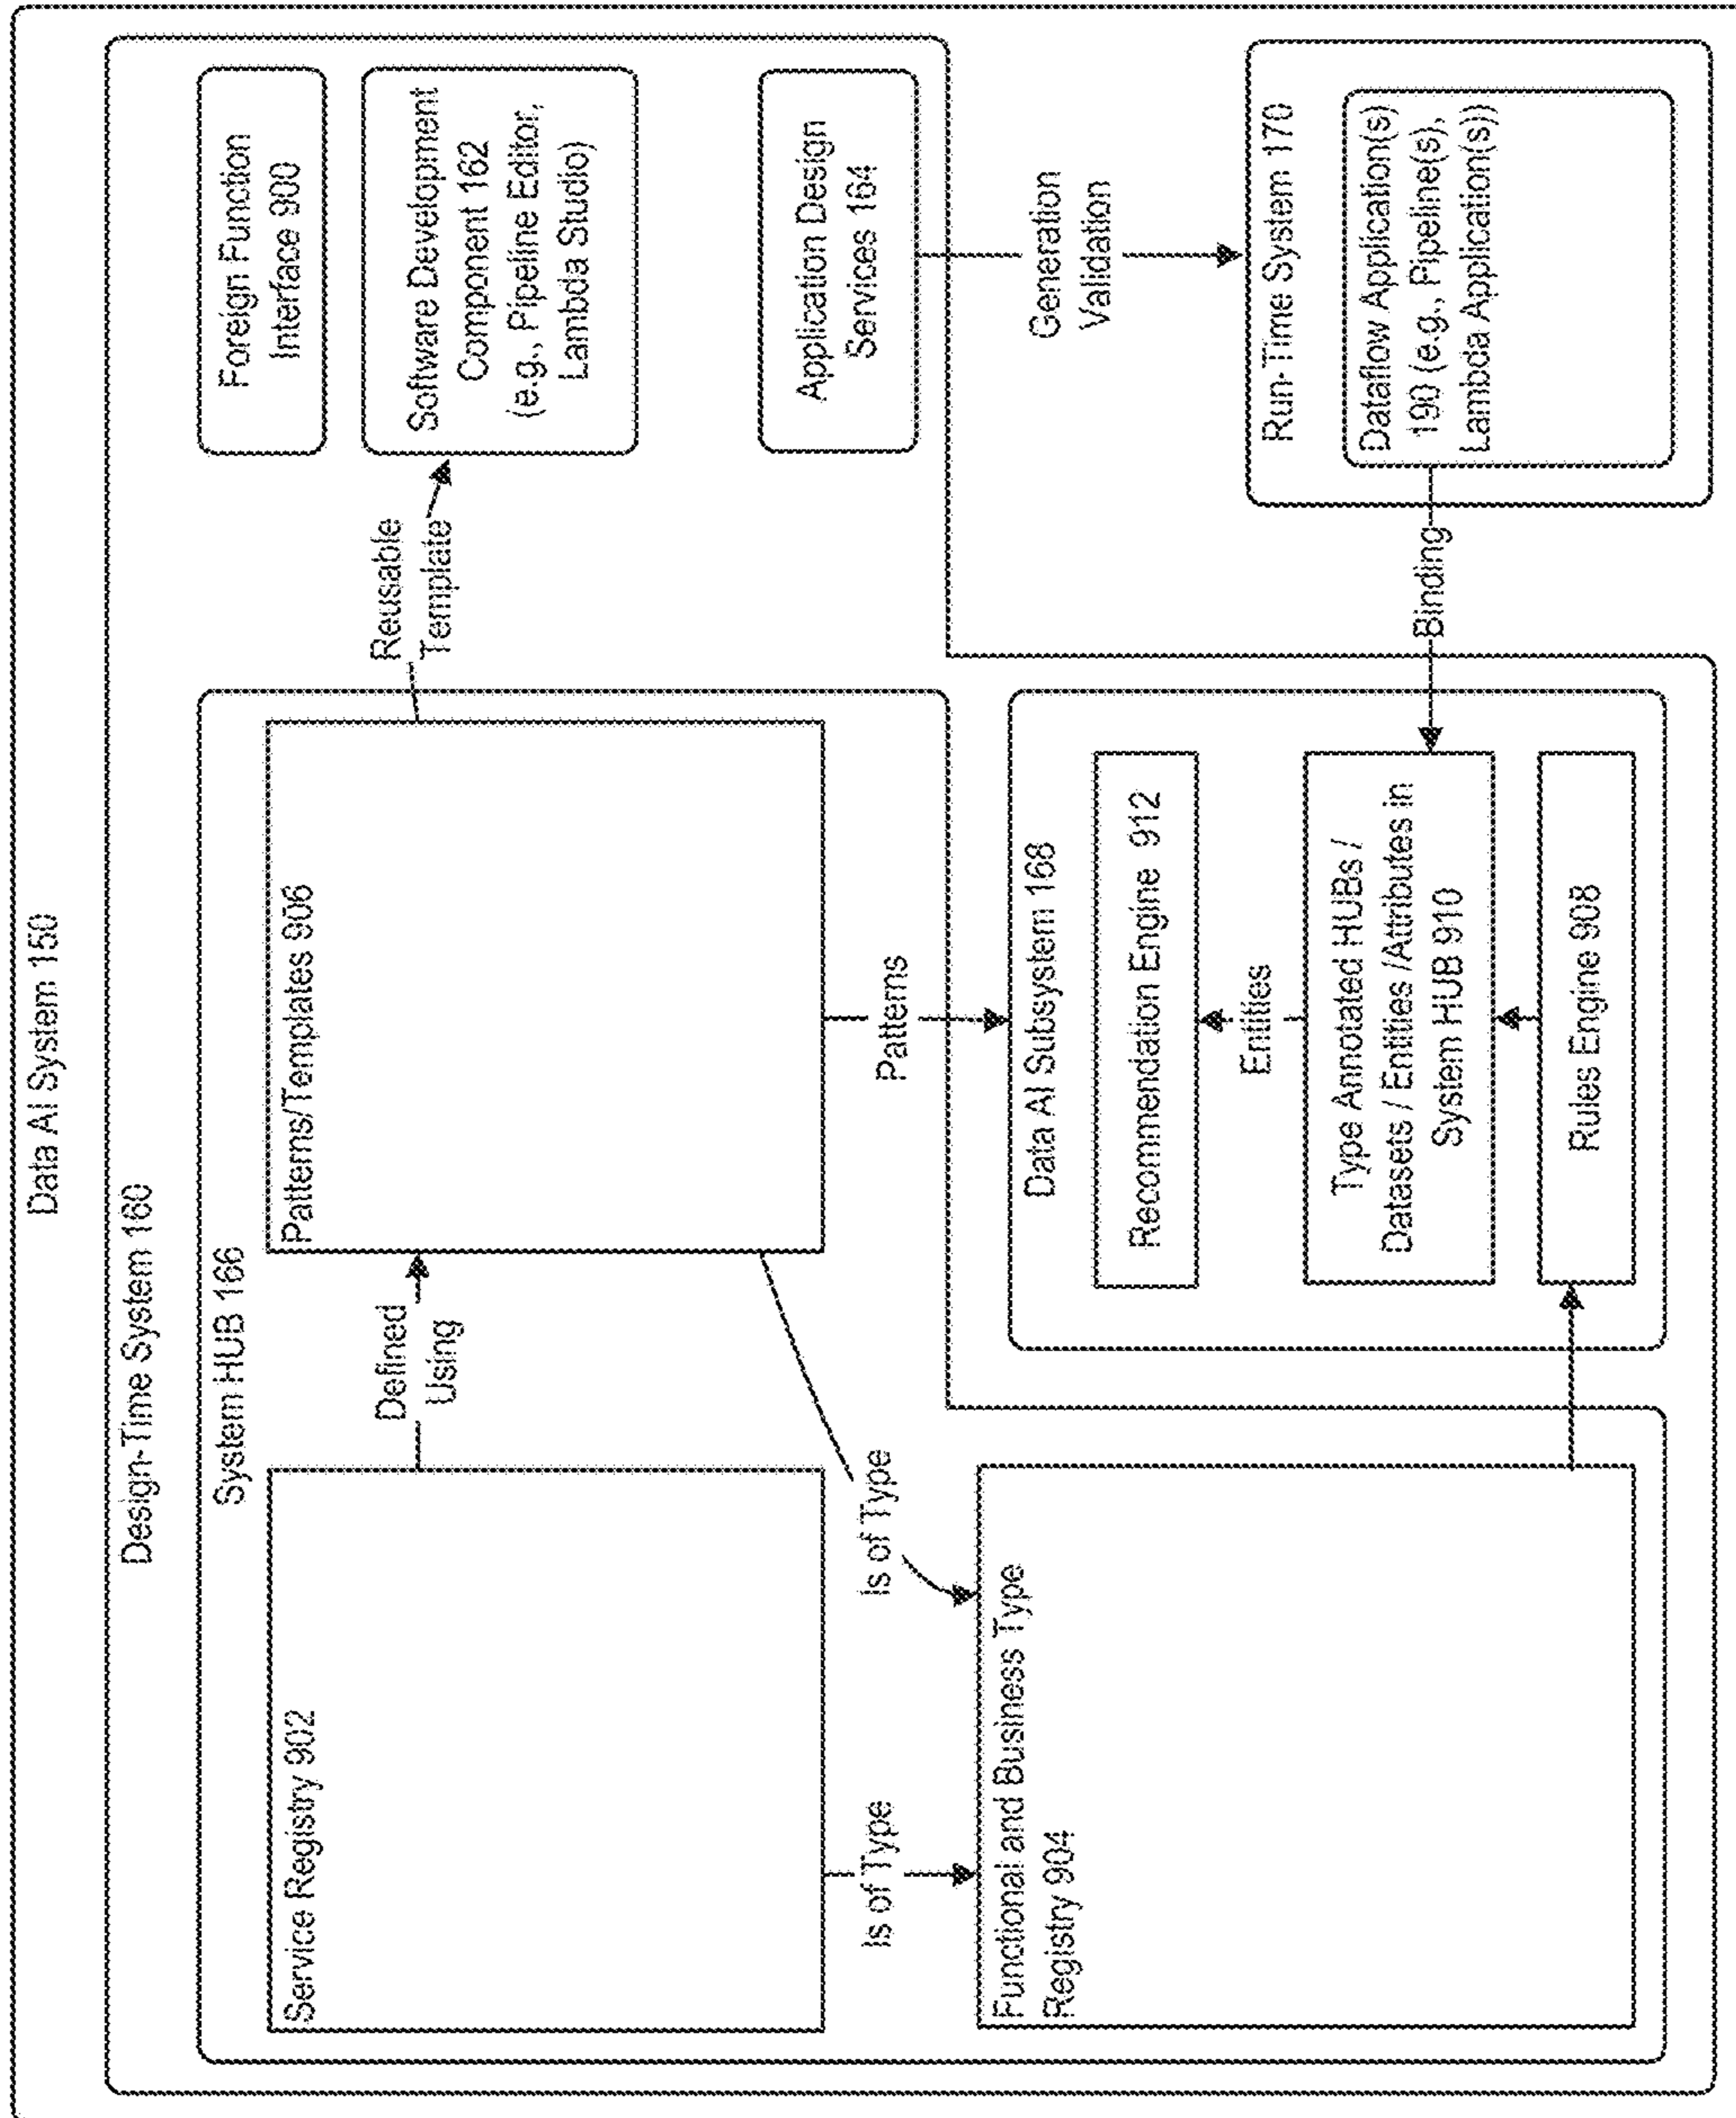 Data AI System 150
Design-Time System 160
System HUB 166
Service Registry 902
Defined
Using
Patterns/Templates 906
Reusable
Template
Foreign Function
Interface 900
Software Development
Component 162
(e.g., Pipeline Editor,
Lambda Studio)
Application Design
Services 164
Is of Type
Is of Type
Patterns
Generation
Validation
Functional and Business Type
Registry 904
Data AI Subsystem 168
Recommendation Engine 912
Entities
Type Annotated HUBs /
Datasets / Entities /Attributes in
System HUB 910
Rules Engine 908
Binding
Run-Time System 170
Dataflow Application(s)
190 (e.g., Pipeline(s),
Lambda Application(s))